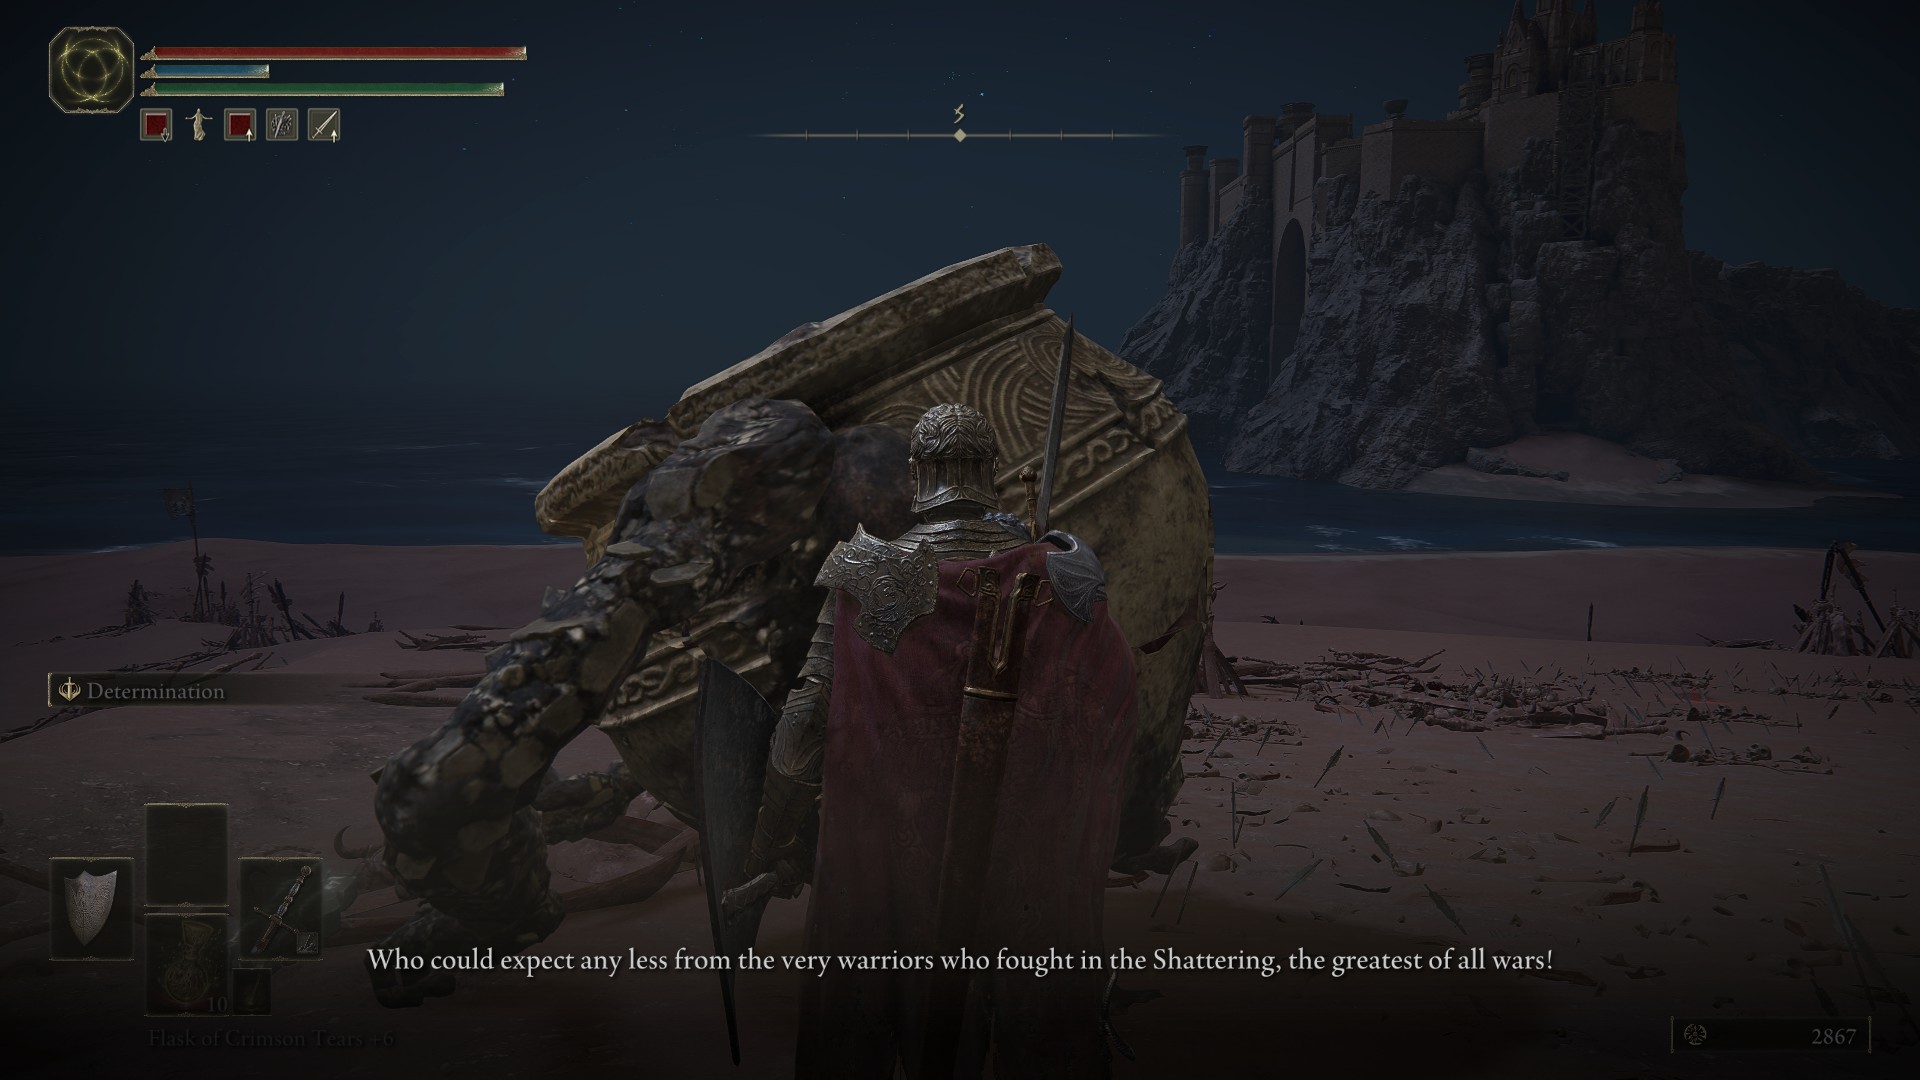 S
Determination
Who could expect any less from the very warriors who fought in the Shattering, the greatest of all wars!
10
Flask of Crimson Tears +6
2867